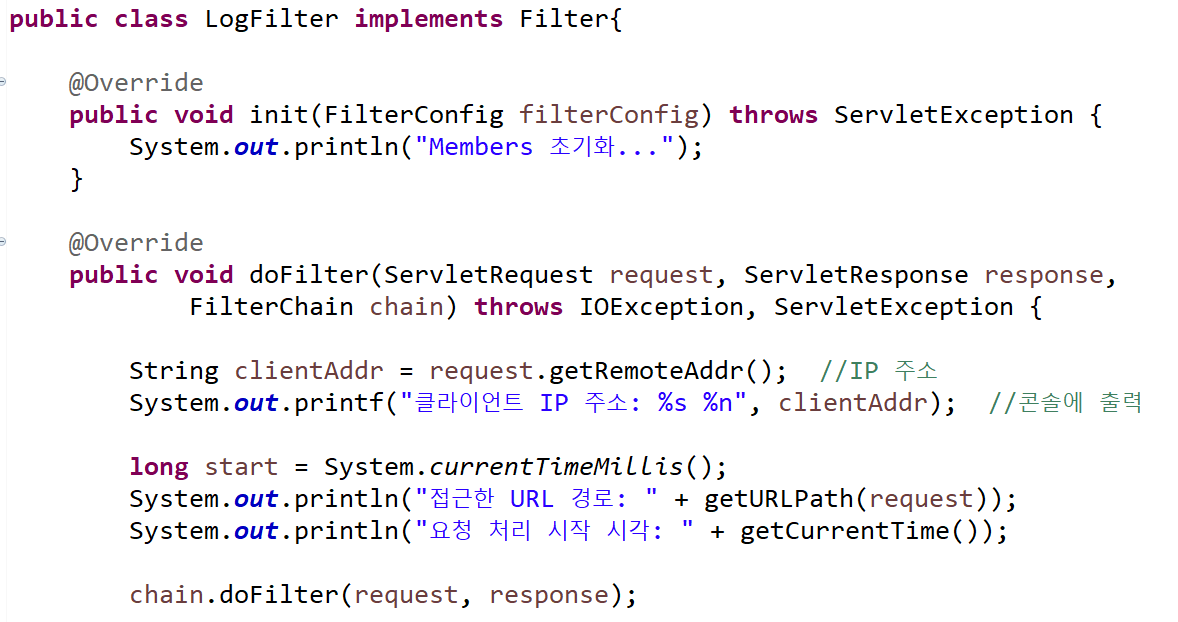 public class LogFilter implements Filter{
@Override
public void init(FilterConfig filterConfig) throws ServletException {
System.out.println("Members 초기화...");
}
@Override
public void doFilter(ServletRequest request, ServletResponse response,
FilterChain chain) throws IOException, ServletException {
String clientAddr = request.getRemoteAddr();  //IP 주소
System.out.printf("클라이언트 IP 주소: %s %n", clientAddr);  //콘솔에 출력
long start = System.currentTimeMillis();
System.out.println("접근한 URL 경로: " + getURLPath(request));
System.out.println("요청 처리 시작 시각: " + getCurrentTime());
chain.doFilter(request, response);